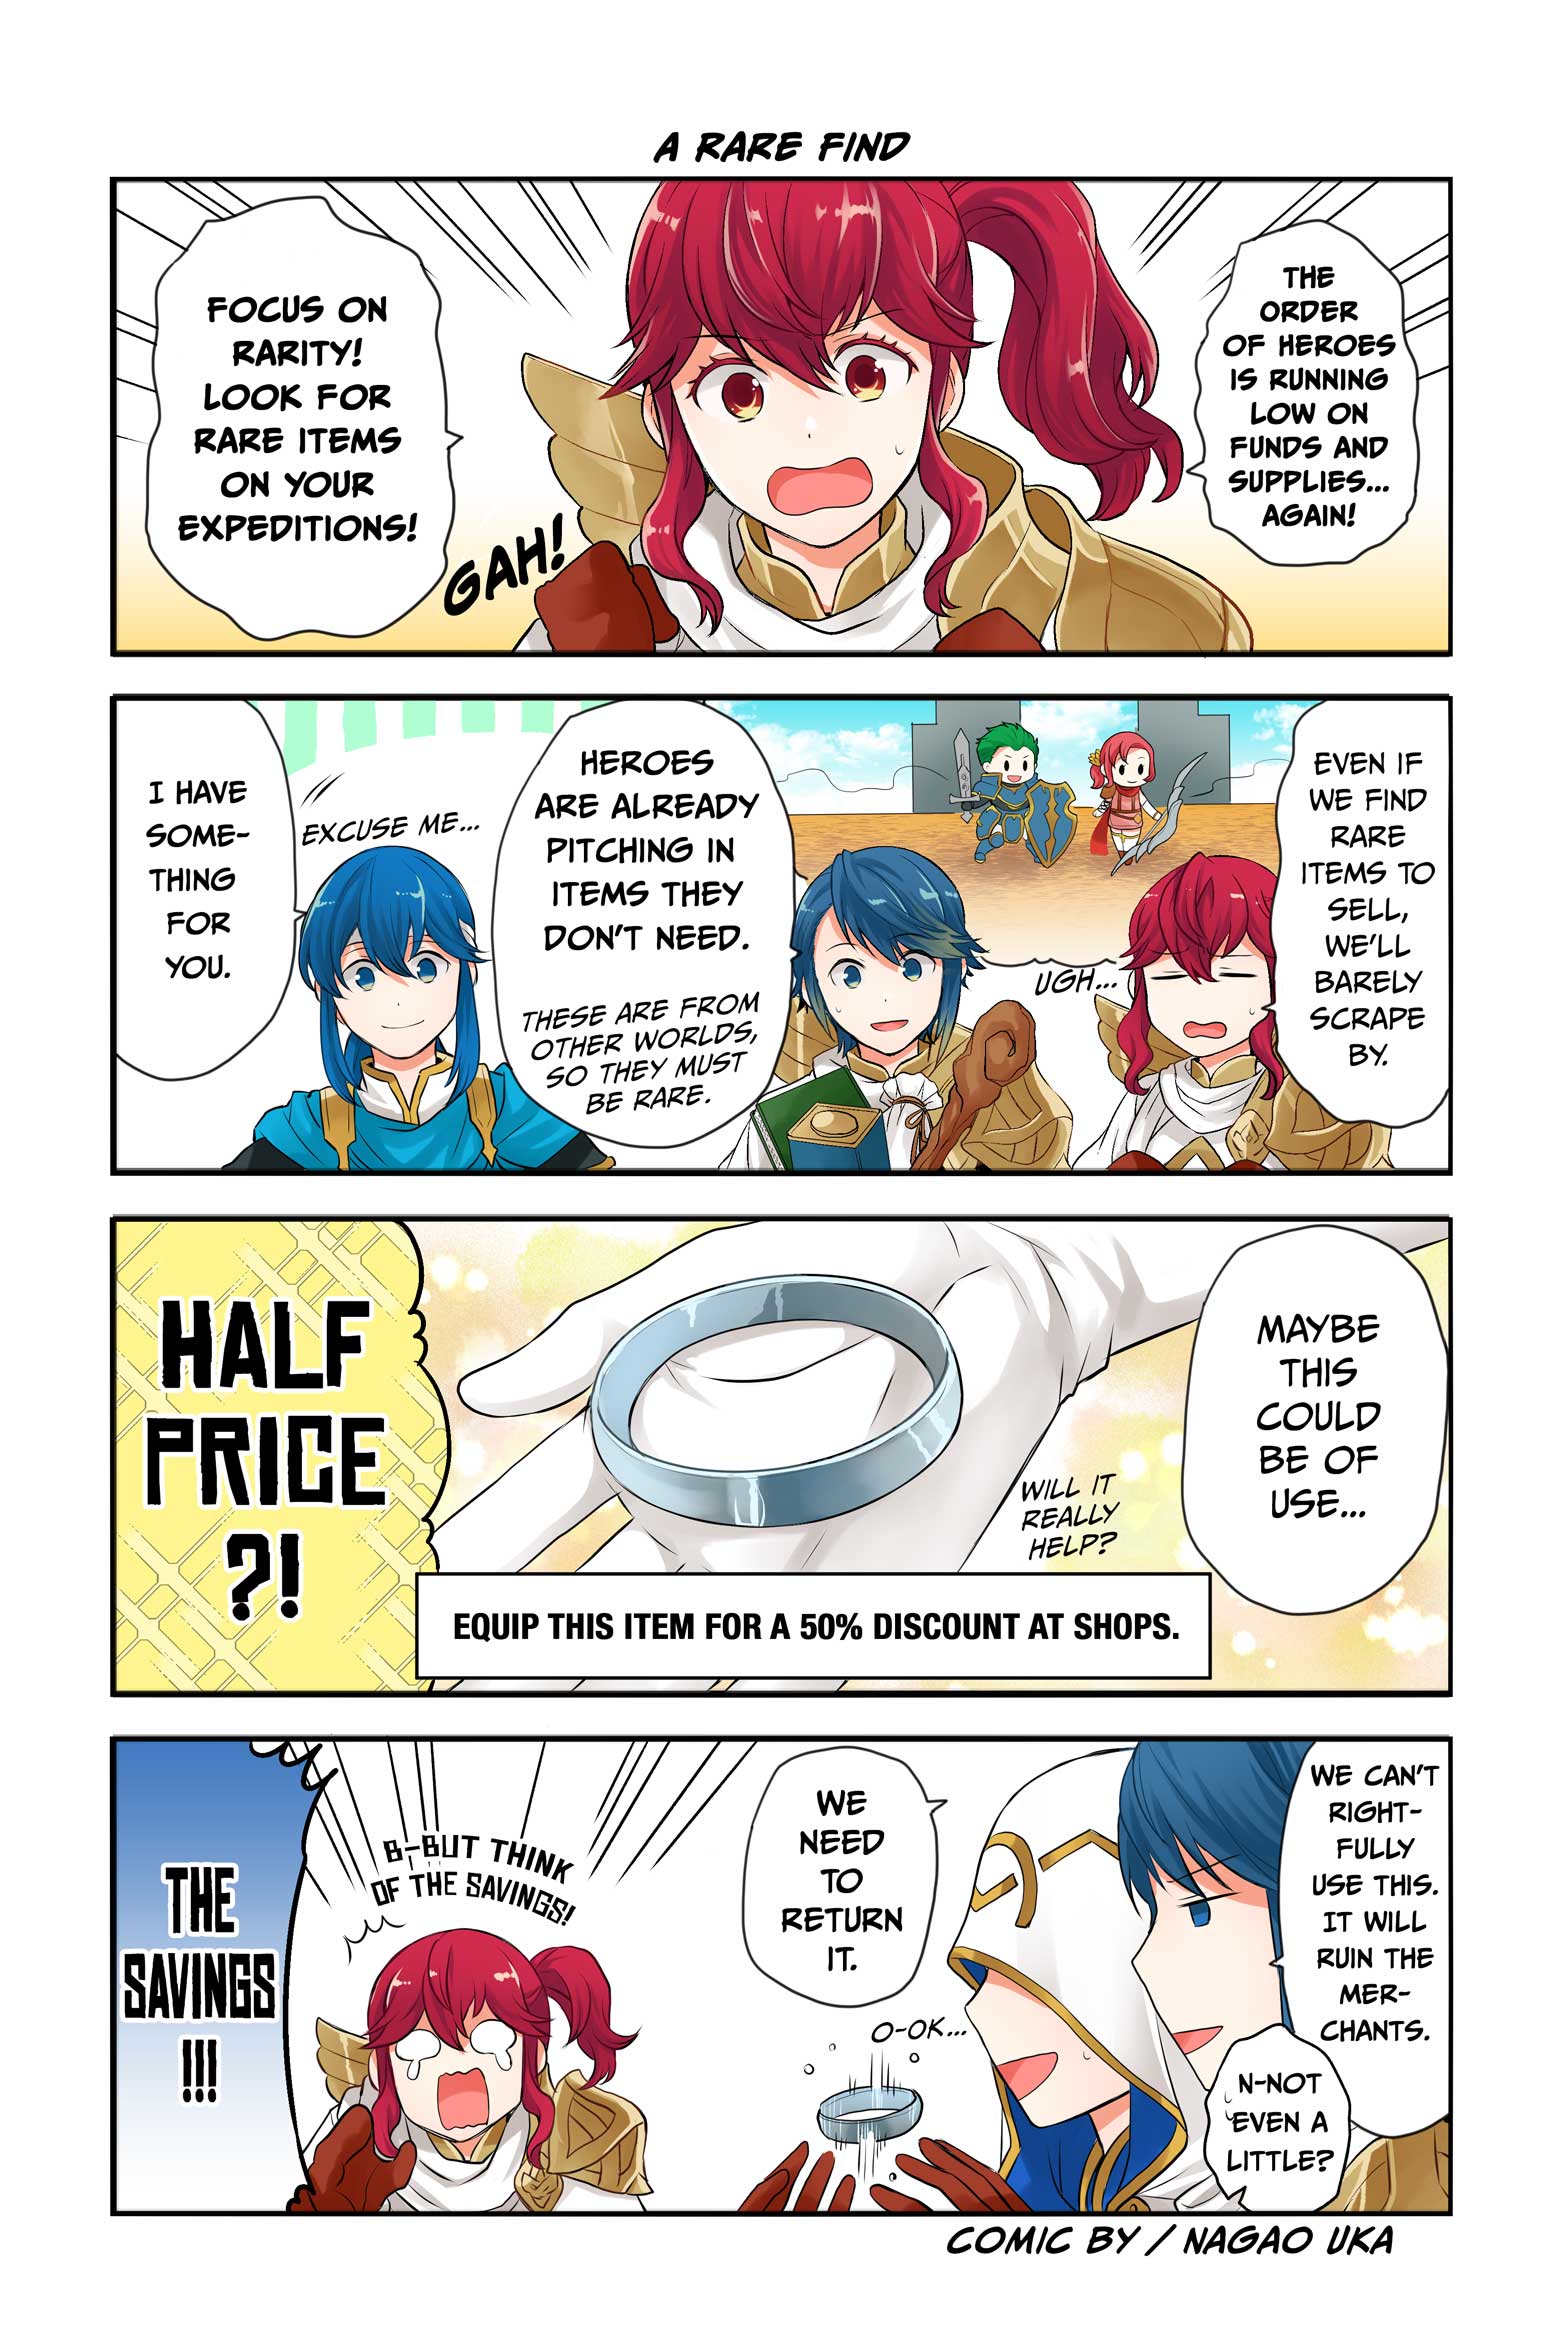 A RARE FIND
THE
ORDER
OF HEROES
IS RUNNING
LOW ON
FUNDS AND
SUPPLIES...
AGAIN!
GAH!
FOCUS ON
RARITY!
LOOK FOR
RARE ITEMS
ON YOUR
EXPEDITIONS!
EVEN IF
WE FIND
RARE
ITEMS TO
SELL,
WE'LL
BARELY
SCRAPE
BY.
UGH...
HEROES
ARE ALREADY
PITCHING IN
ITEMS THEY
DON'T NEED.
THESE ARE FROM
OTHER WORLDS,
SO THEY MUST
BE RARE.
EXCUSE ME...
I HAVE
SOME-
THING
FOR
YOU.
MAYBE
THIS
COULD
BE OF
USE...
WILL IT
REALLY
HELP?
EQUIP THIS ITEM FOR A 50% DISCOUNT AT SHOPS.
HALF
PRICE
?!
WE CAN'T
RIGHT-
FULLY
USE THIS.
IT WILL
RUIN THE
MER-
CHANTS.
N-NOT
EVEN A
LITTLE?
WE
NEED
TO
RETURN
IT.
O-OK...
B-BUT THINK
OF THE SAVINGS!
THE
SAVINGS
!!!
COMIC BY / NAGAO UKA